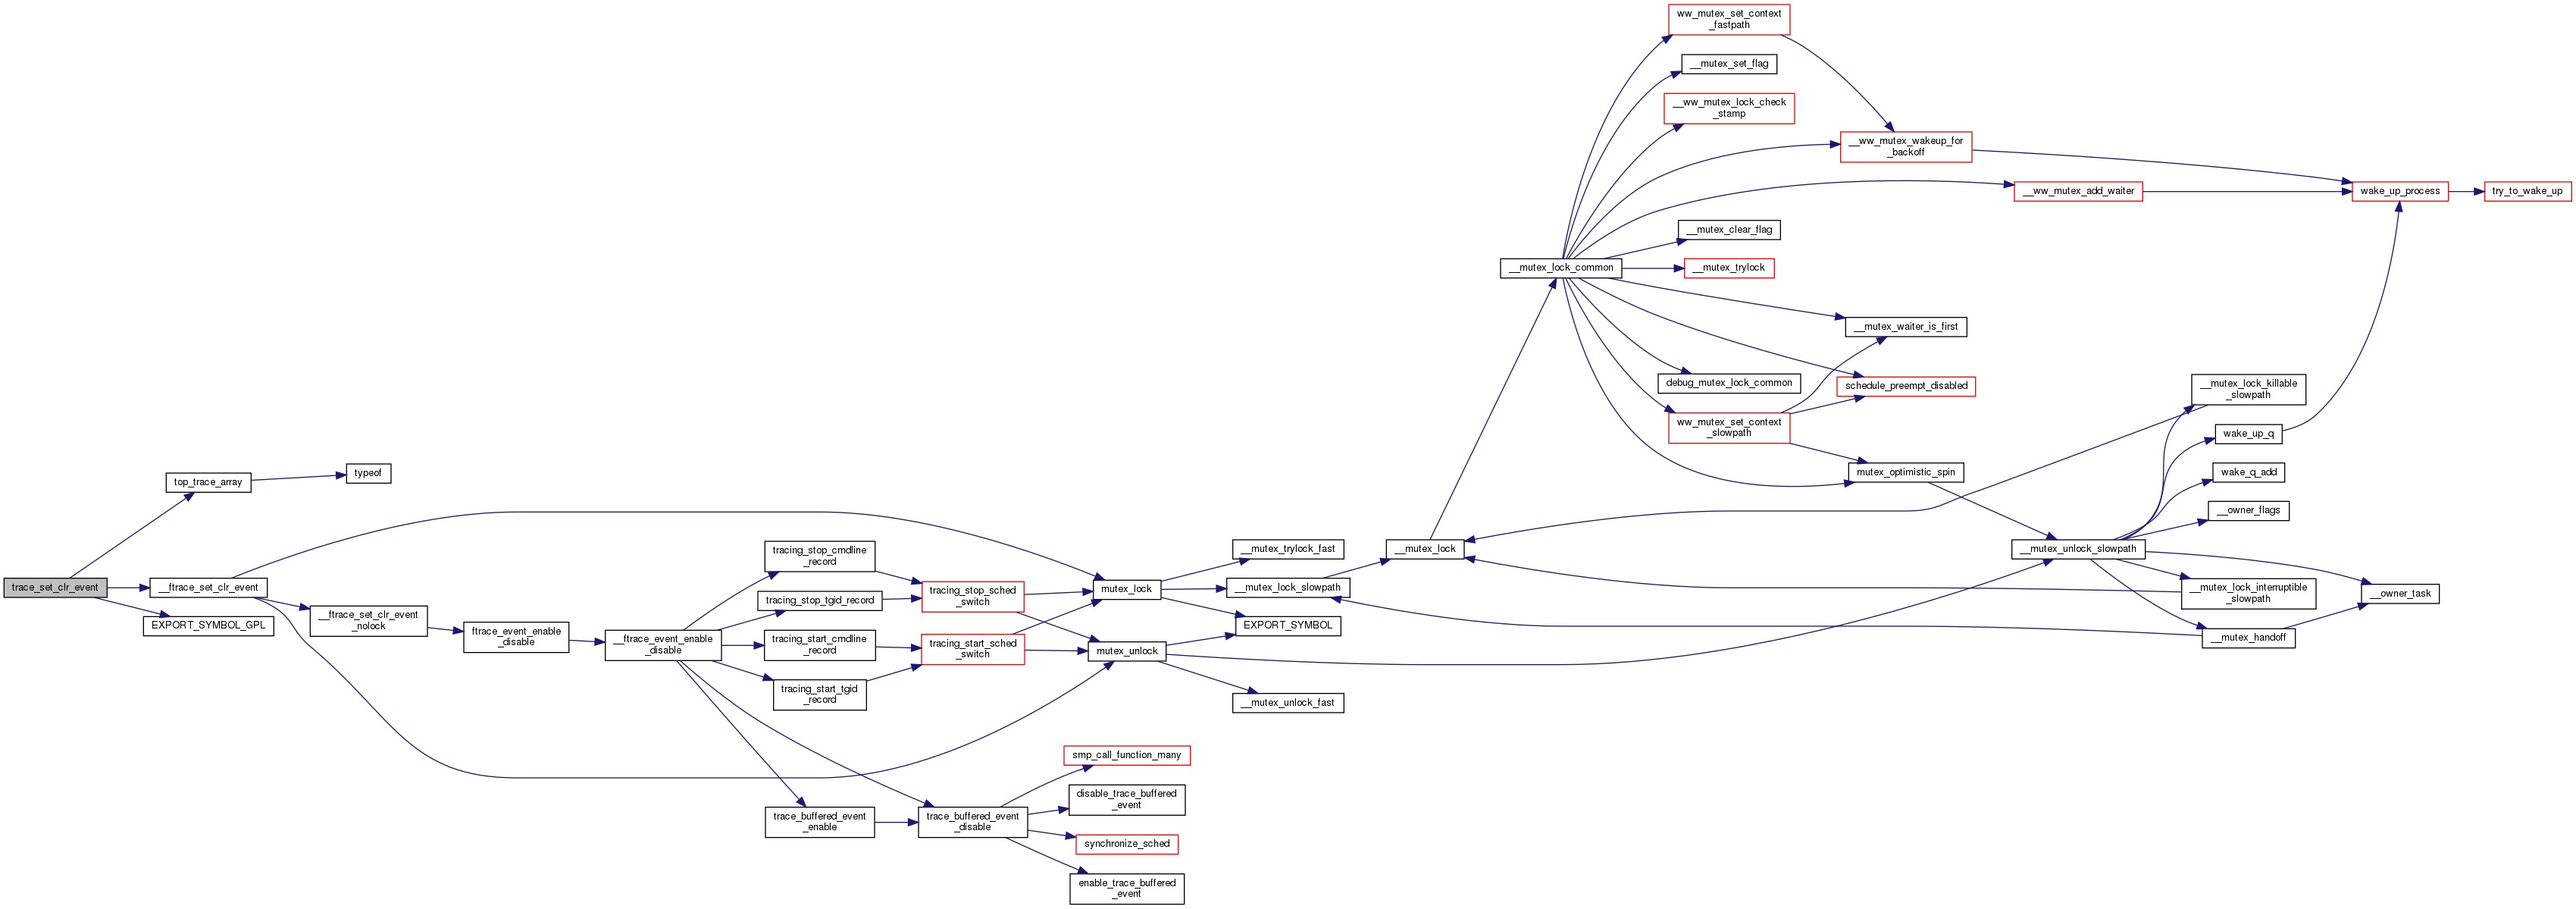 trace_set_clr_event
top_trace_array
typeof
__ftrace_set_clr_event
EXPORT_SYMBOL_GPL
__ftrace_set_clr_event
_nolock
ftrace_event_enable
_disable
__ftrace_event_enable
_disable
tracing_stop_cmdline
_record
tracing_stop_tgid_record
tracing_start_cmdline
_record
tracing_start_tgid
_record
trace_buffered_event
_enable
tracing_stop_sched
_switch
tracing_start_sched
_switch
trace_buffered_event
_disable
mutex_lock
mutex_unlock
smp_call_function_many
disable_trace_buffered
_event
synchronize_sched
enable_trace_buffered
_event
__mutex_trylock_fast
__mutex_lock_slowpath
EXPORT_SYMBOL
__mutex_unlock_fast
__mutex_lock
__mutex_lock_common
ww_mutex_set_context
_fastpath
__mutex_set_flag
__ww_mutex_lock_check
_stamp
__ww_mutex_wakeup_for
_backoff
__ww_mutex_add_waiter
__mutex_clear_flag
__mutex_trylock
__mutex_waiter_is_first
debug_mutex_lock_common
schedule_preempt_disabled
ww_mutex_set_context
_slowpath
mutex_optimistic_spin
__mutex_unlock_slowpath
__mutex_lock_killable
_slowpath
wake_up_q
wake_q_add
__owner_flags
__mutex_lock_interruptible
_slowpath
__mutex_handoff
__owner_task
wake_up_process
try_to_wake_up